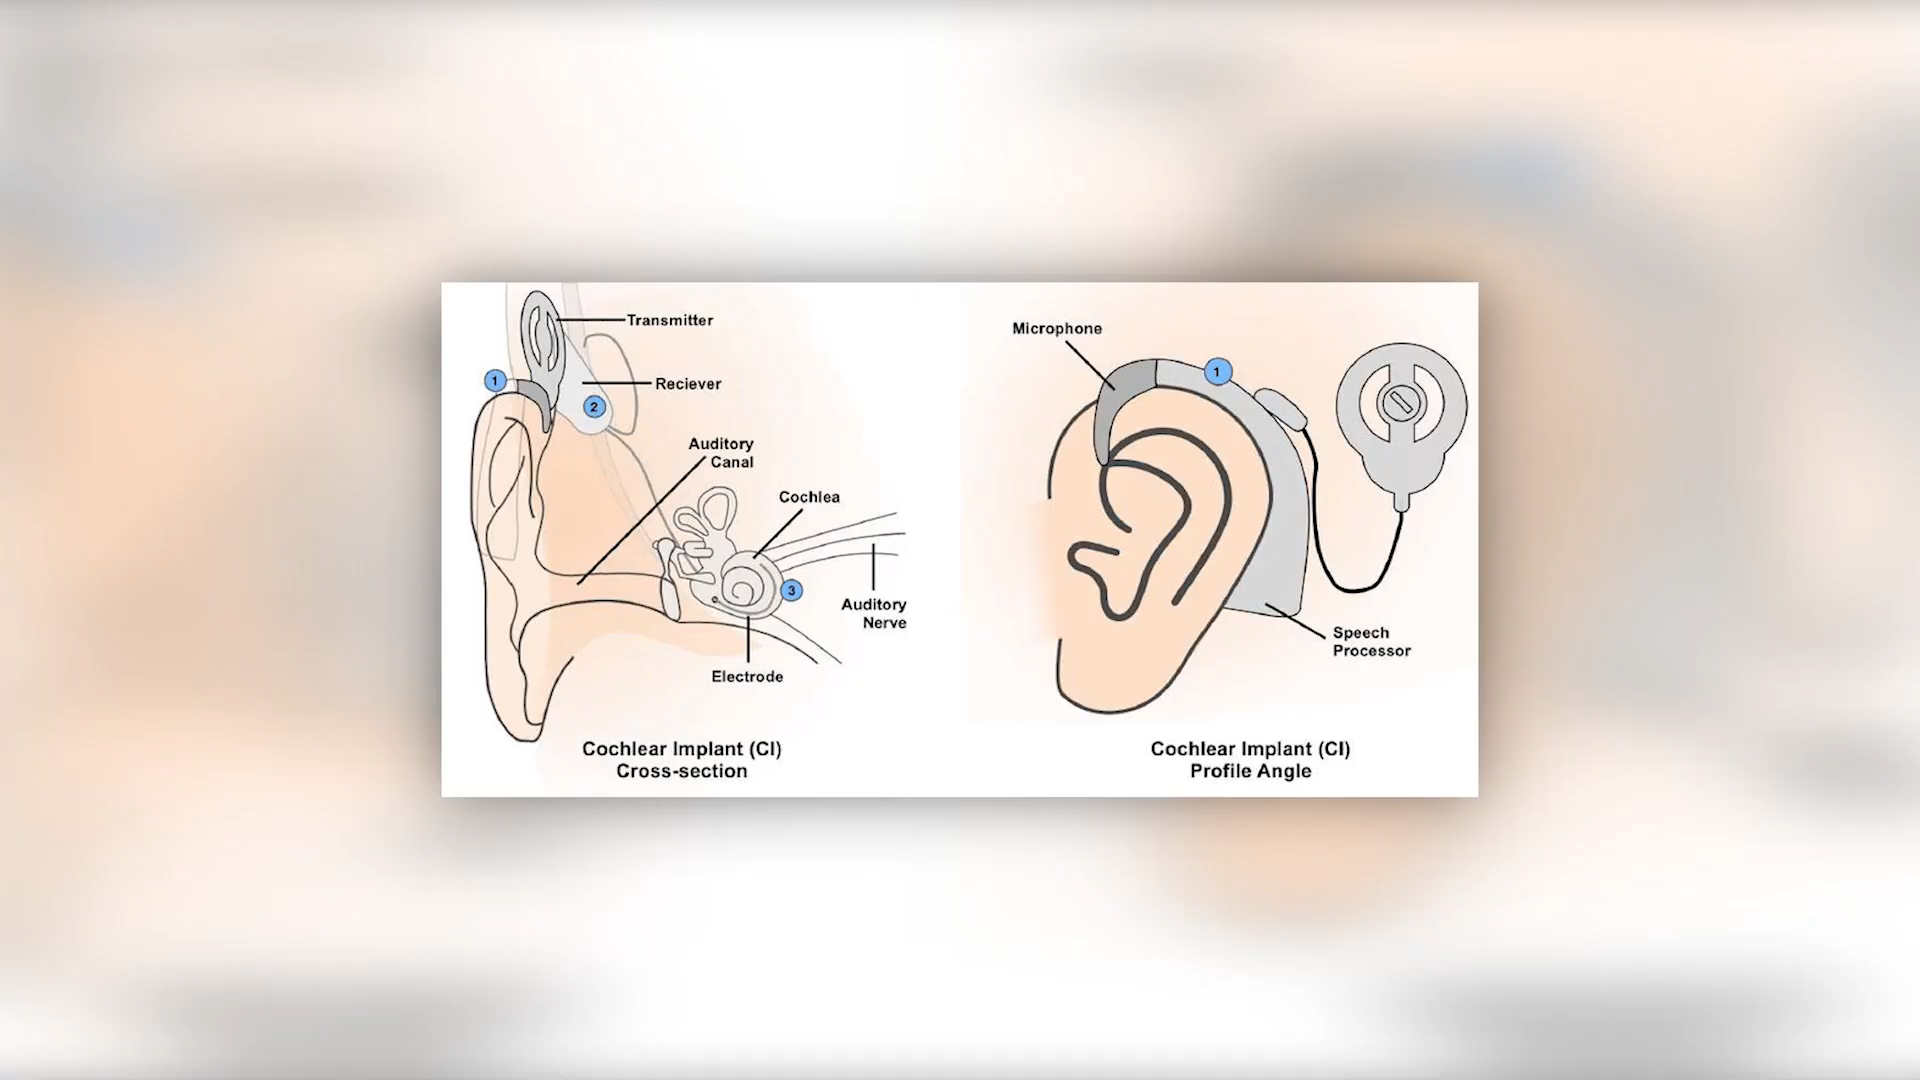 Transmitter
1
Reciever
2
Auditory
Canal
Cochlea
3
Auditory
Nerve
Electrode
Cochlear Implant (CI)
Cross-section
Microphone
1
Speech
Processor
Cochlear Implant (CI)
Profile Angle